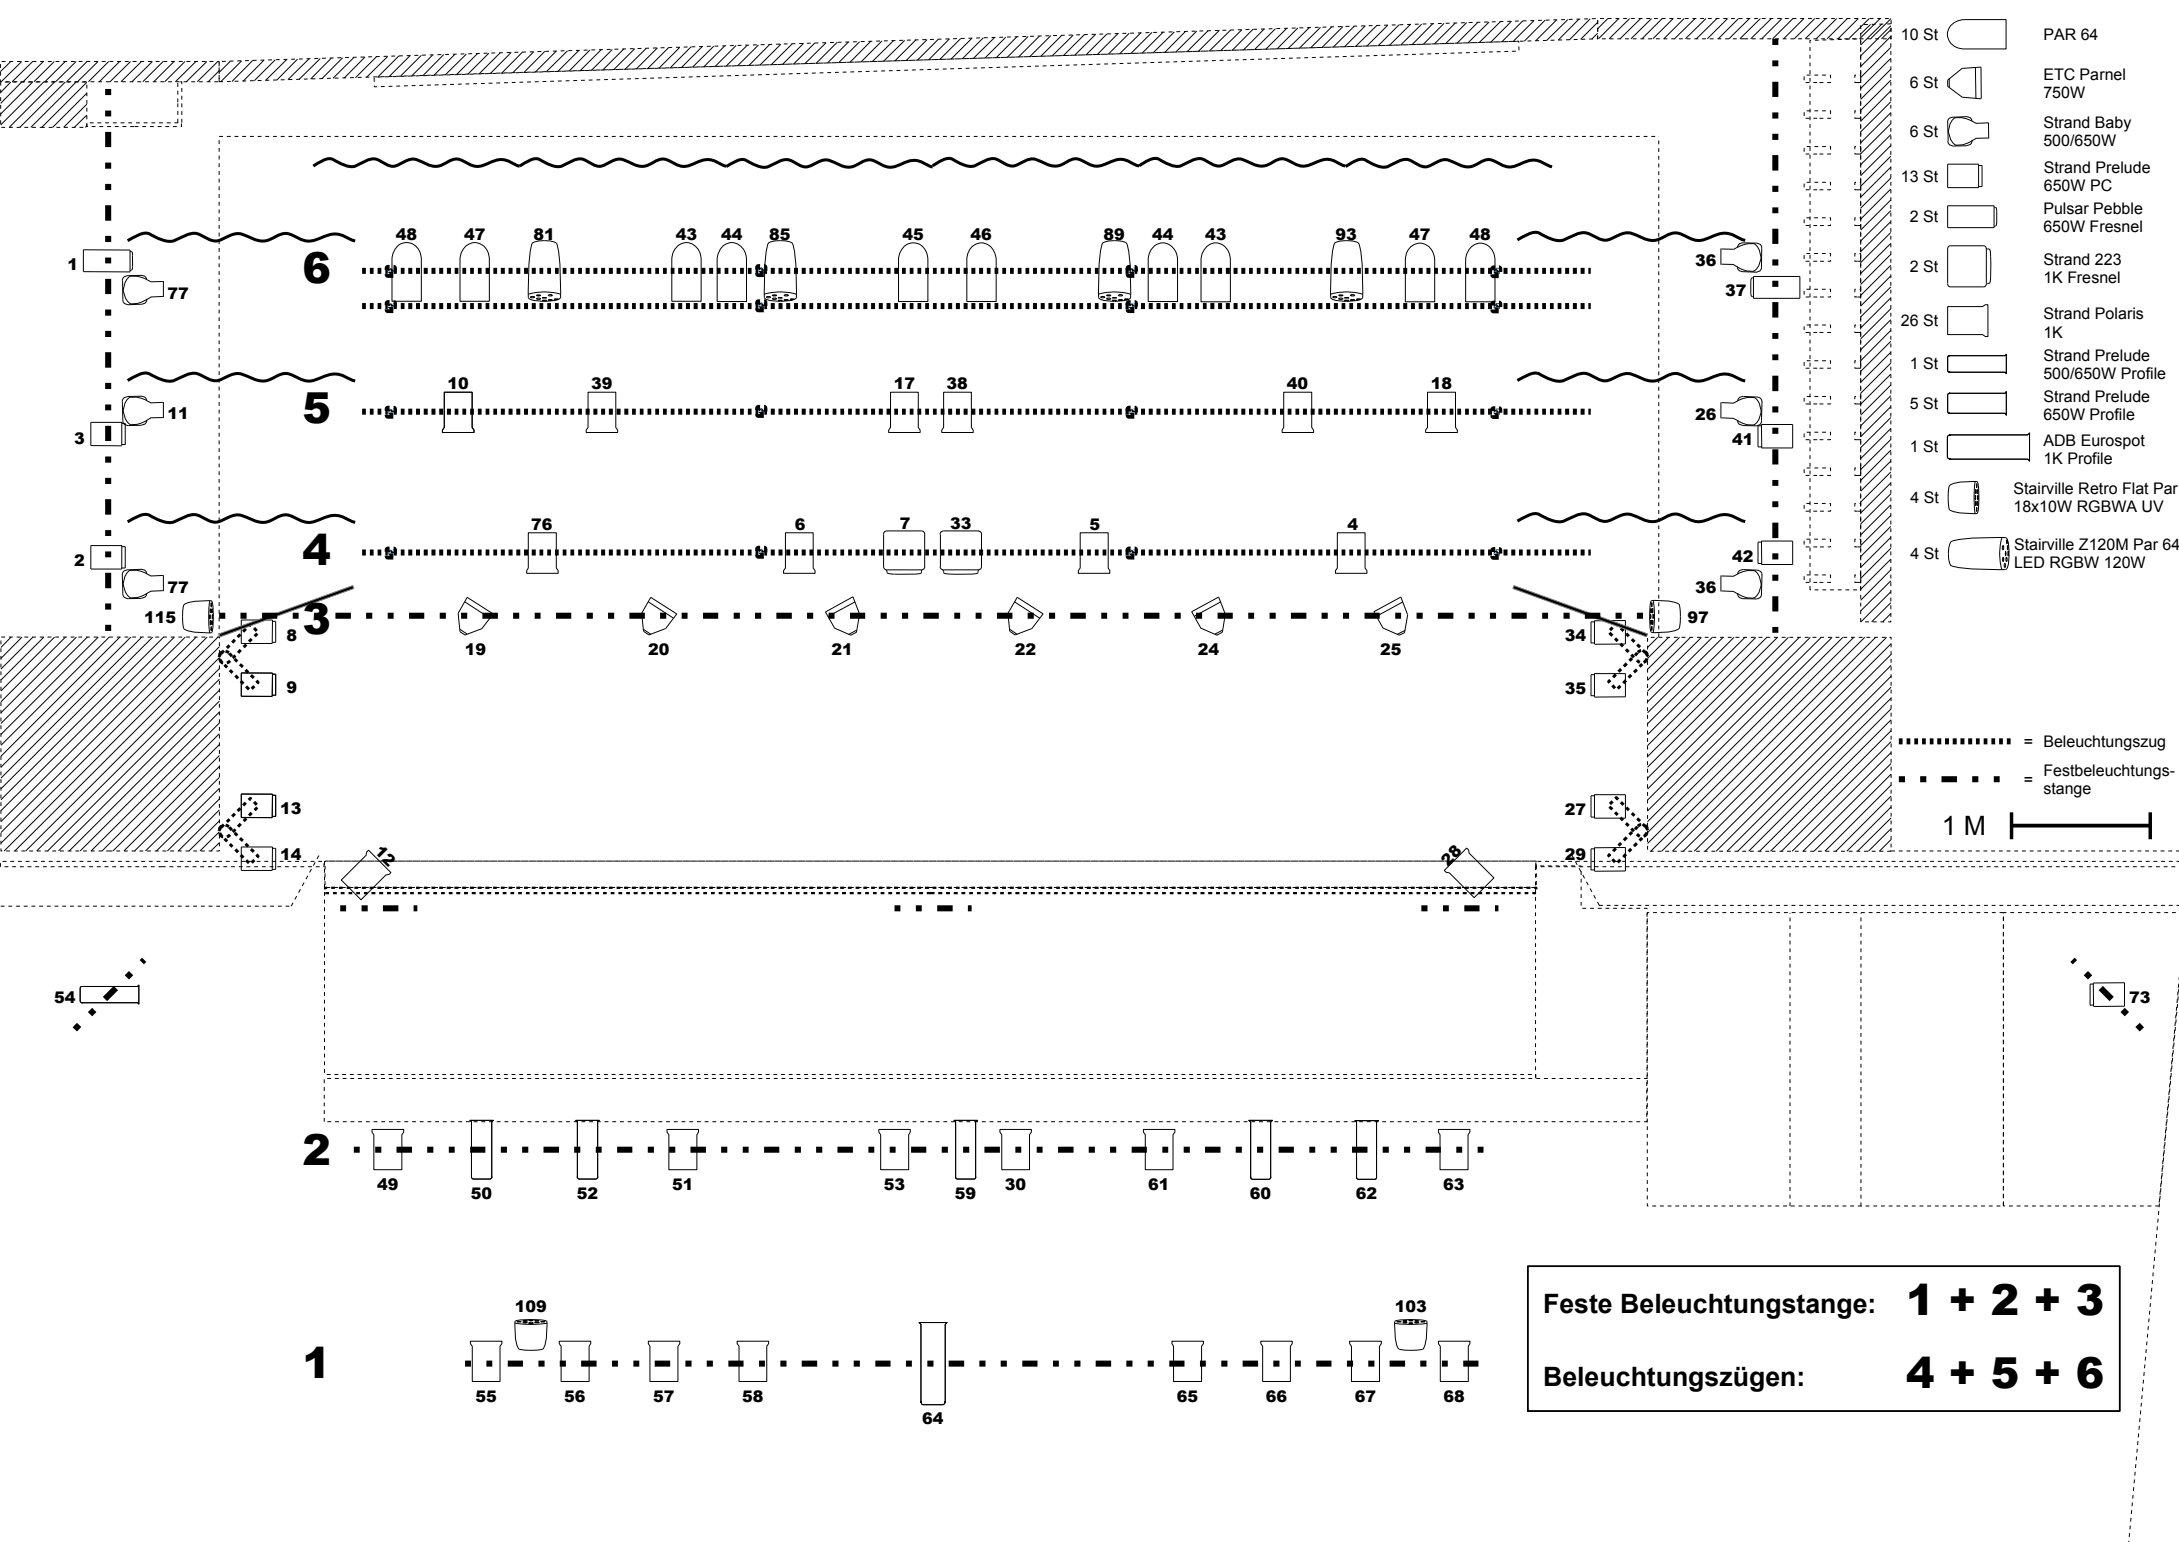 10 St
PAR 64
6 St
ETC Parnel
750W
6 St
Strand Baby
500/650W
13 St
Strand Prelude
650W PC
2 St
Pulsar Pebble
650W Fresnel
2 St
Strand 223
1K Fresnel
26 St
Strand Polaris
1K
1 St
Strand Prelude
500/650W Profile
5 St
Strand Prelude
650W Profile
1 St
ADB Eurospot
1K Profile
4 St
Stairville Retro Flat Par
18x10W RGBWA UV
4 St
Stairville Z120M Par 64
LED RGBW 120W
48 47 81 43 44 85 45 46 89 44 43 93 47 48
1
6
36
77
37
10 39 17 38 40 18
11
5
26
3
41
76 6 7 33 5 4
2
4
42
77
36
115
3
97
8
34
19 20 21 22 24 25
9
35
= Beleuchtungszug
= Festbeleuchtungs-
stange
1 M
13
27
14
12
28
29
54
73
2
49 50 52 51 53 59 30 61 60 62 63
109
103
1
55 56 57 58 64 65 66 67 68
Feste Beleuchtungstange: 1 + 2 + 3
Beleuchtungszügen: 4 + 5 + 6